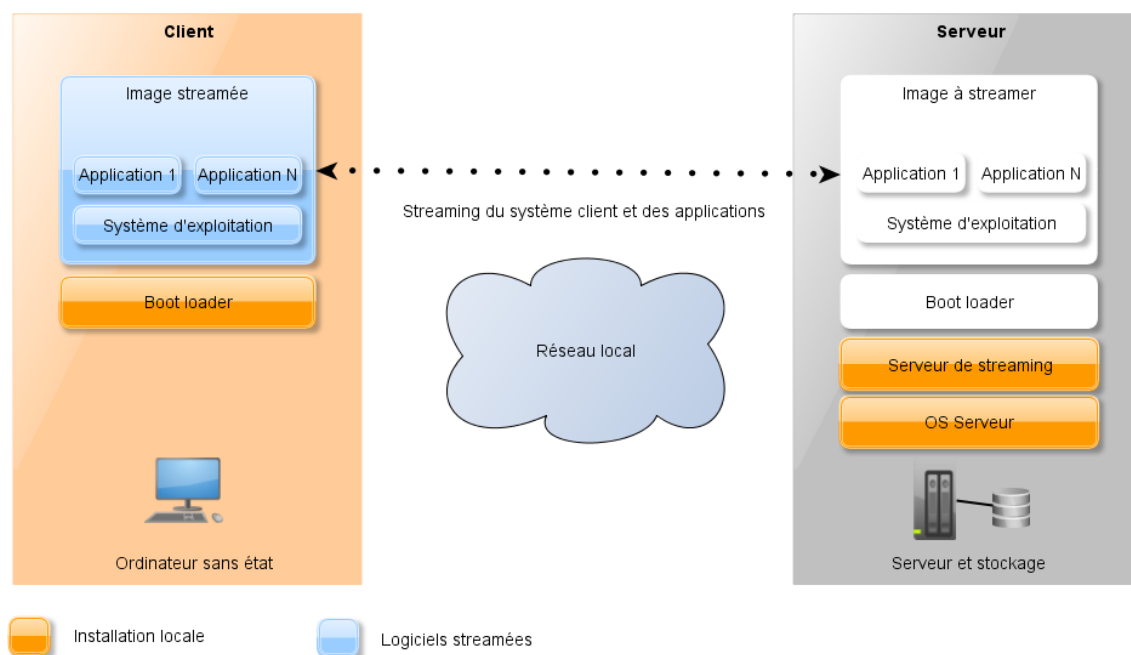 Client
Image streamée
Application 1
Application N
Système d'exploitation
Boot loader
Ordinateur sans état
Streaming du système client et des applications
Réseau local
Serveur
Image à streamer
Application 1
Application N
Système d'exploitation
Boot loader
Serveur de streaming
OS Serveur
Serveur et stockage
Installation locale
Logiciels streamées